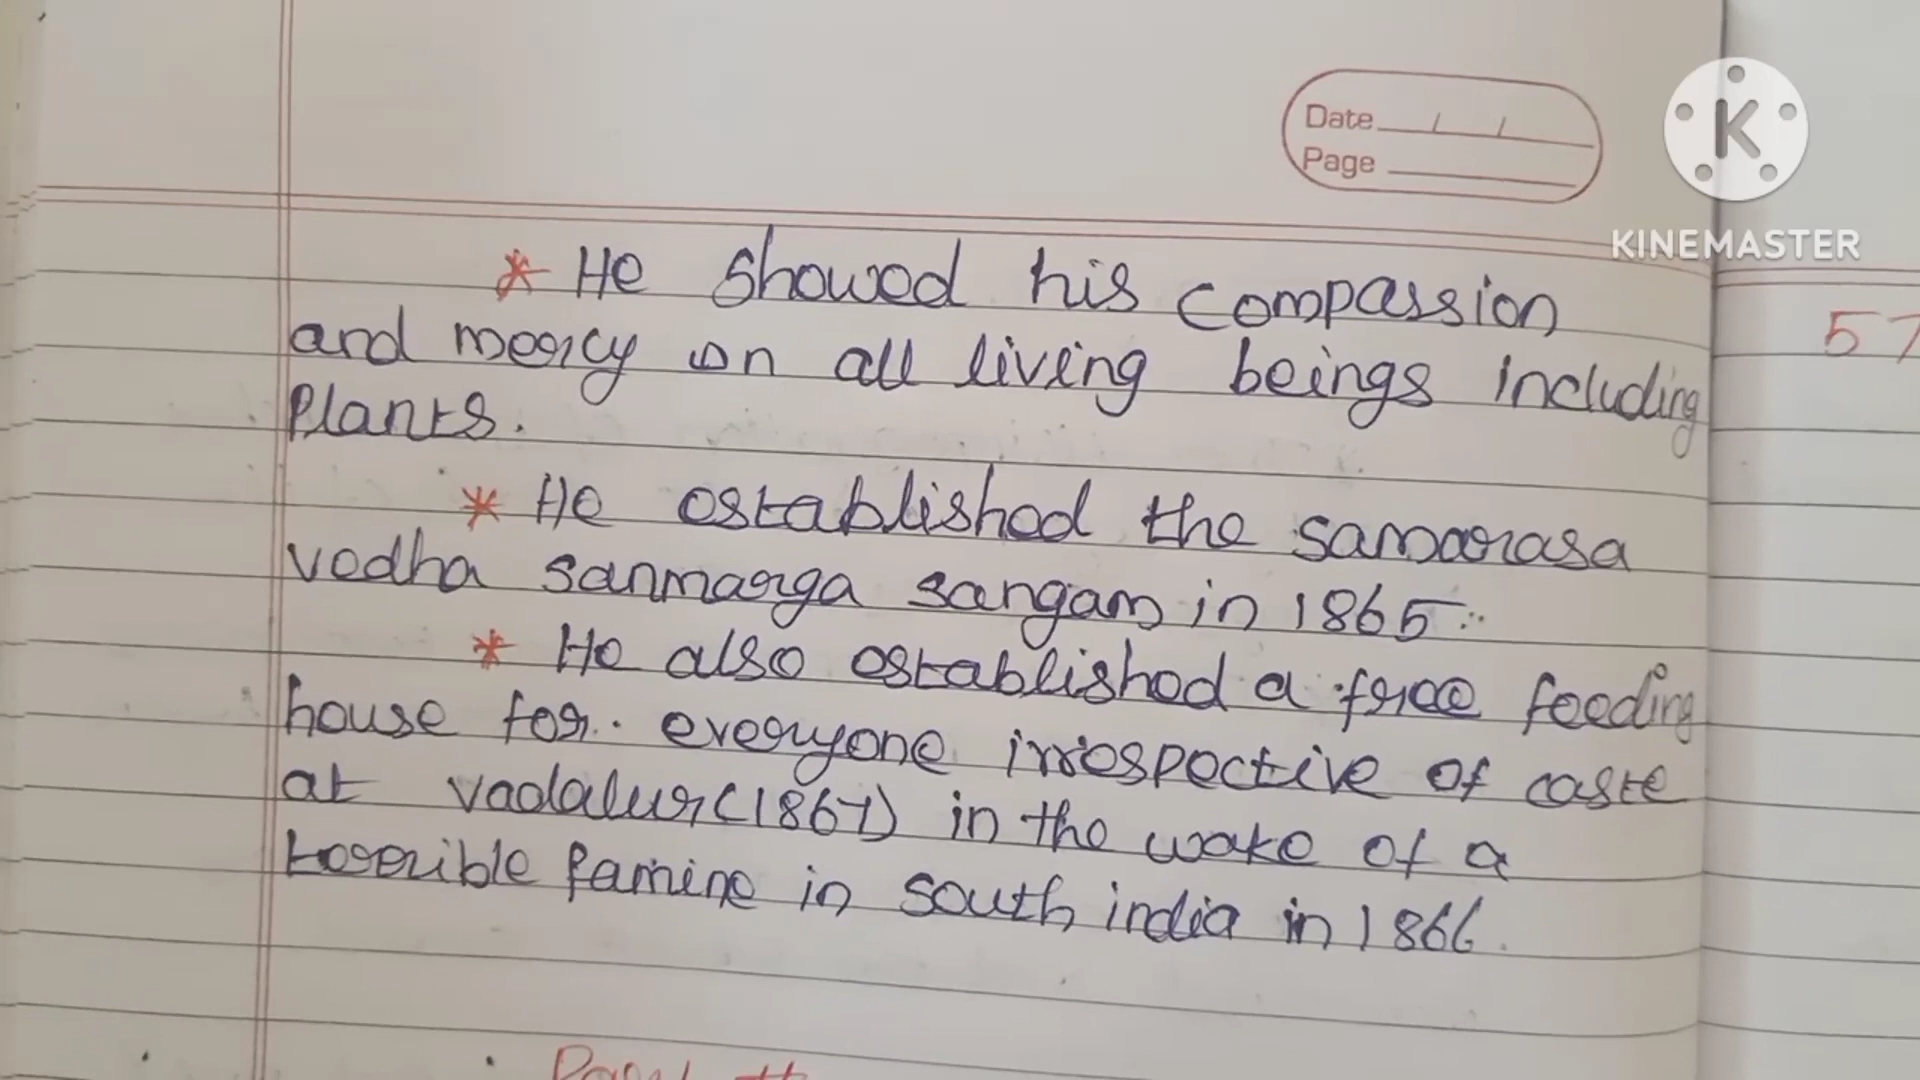 Date
Page
K
KINEMASTER
57
* He showed his compassion
and mercy on all living beings including
plants.
* He established the samarasa
vedha sanmarga sangam in 1865.
* He also established a free feeding
house for everyone irrespective of caste
at vadalur (1867) in the wake of a
terrible famine in south india in 1866.